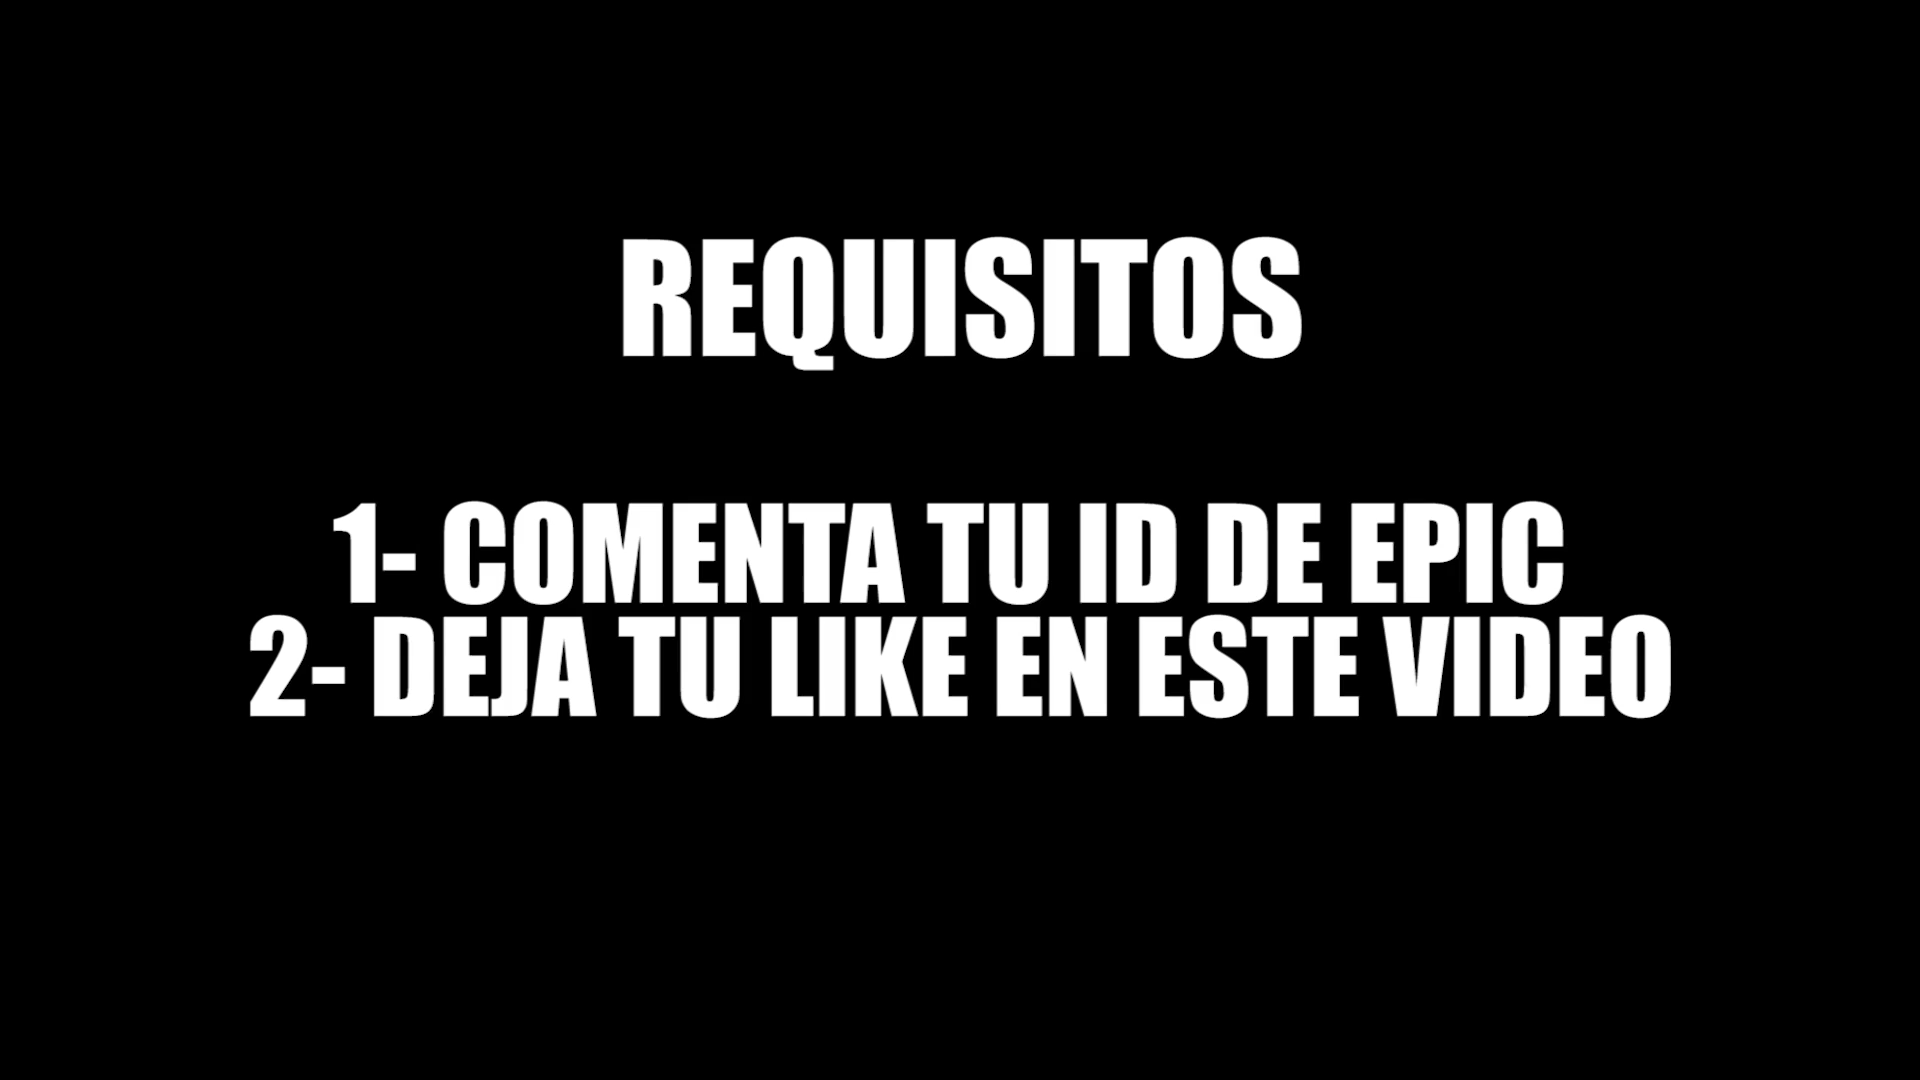 REQUISITOS
1- COMENTA TU ID DE EPIC
2- DEJA TU LIKE EN ESTE VIDEO